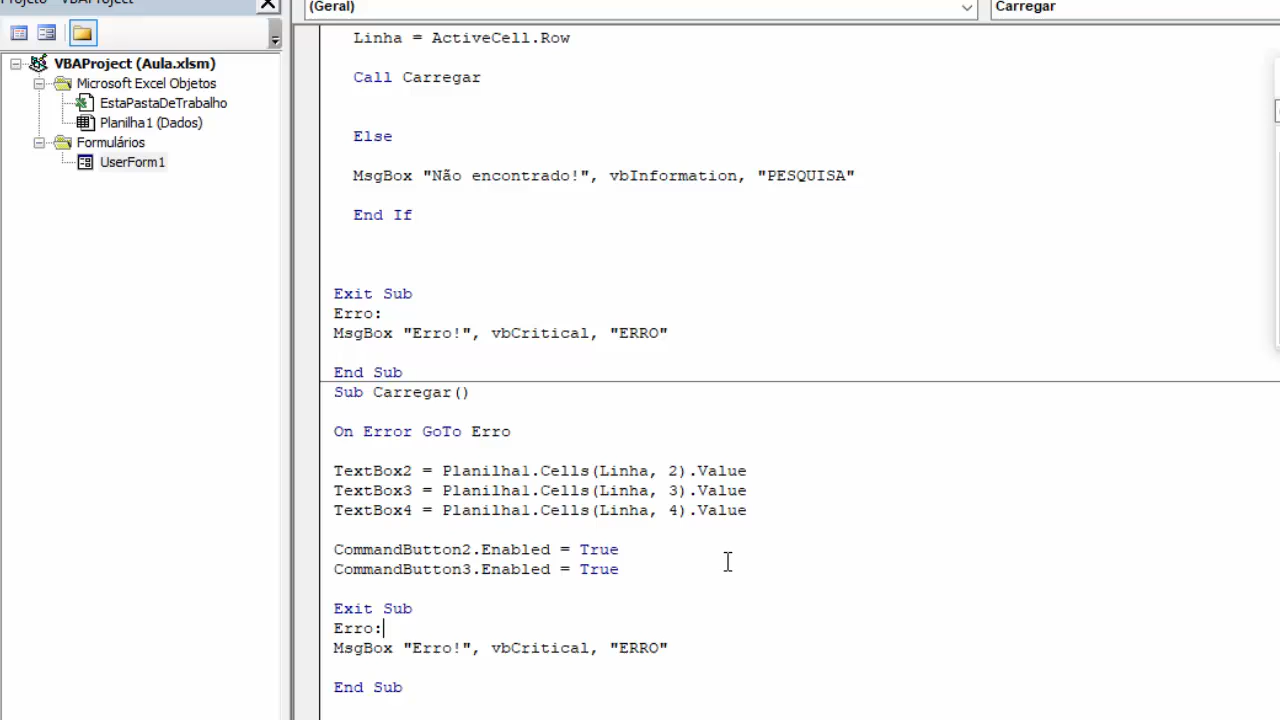 Projeto - VBAProject
VBAProject (Aula.xlsm)
Microsoft Excel Objetos
EstaPastaDeTrabalho
Planilha1 (Dados)
Formulários
UserForm1
(Geral)
Carregar
Linha = ActiveCell.Row
Call Carregar
Else
MsgBox "Não encontrado!", vbInformation, "PESQUISA"
End If
Exit Sub
Erro:
MsgBox "Erro!", vbCritical, "ERRO"
End Sub
Sub Carregar()
On Error GoTo Erro
TextBox2 = Planilha1.Cells(Linha, 2).Value
TextBox3 = Planilha1.Cells(Linha, 3).Value
TextBox4 = Planilha1.Cells(Linha, 4).Value
CommandButton2.Enabled = True
CommandButton3.Enabled = True
Exit Sub
Erro:
MsgBox "Erro!", vbCritical, "ERRO"
End Sub